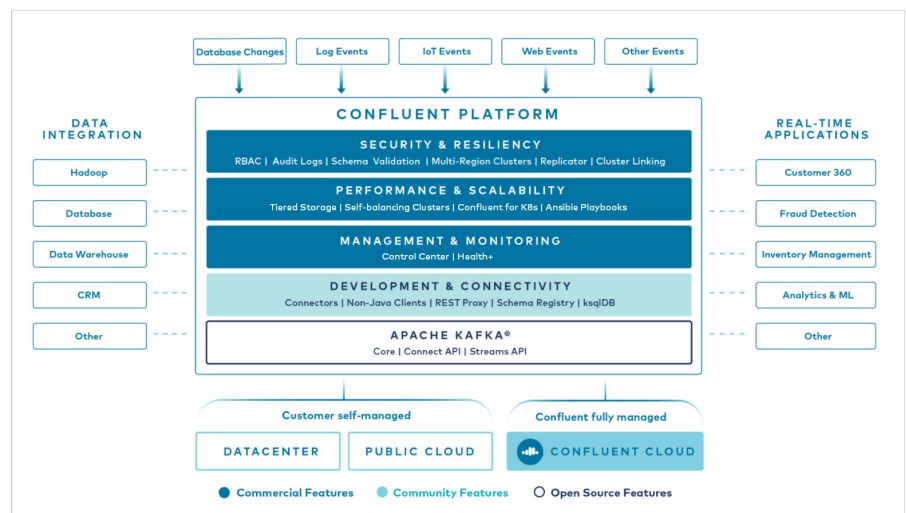 Database Changes
Log Events
IoT Events
Web Events
Other Events
CONFLUENT PLATFORM
DATA
INTEGRATION
Hadoop
Database
Data Warehouse
CRM
Other
SECURITY & RESILIENCY
RBAC | Audit Logs | Schema Validation | Multi-Region Clusters | Replicator | Cluster Linking
PERFORMANCE & SCALABILITY
Tiered Storage | Self-balancing Clusters | Confluent for K8s | Ansible Playbooks
MANAGEMENT & MONITORING
Control Center | Health+
DEVELOPMENT & CONNECTIVITY
Connectors | Non-Java Clients | REST Proxy | Schema Registry | ksqlDB
APACHE KAFKA®
Core | Connect API | Streams API
REAL-TIME
APPLICATIONS
Customer 360
Fraud Detection
Inventory Management
Analytics & ML
Other
Customer self-managed
Confluent fully managed
DATACENTER
PUBLIC CLOUD
CONFLUENT CLOUD
Commercial Features
Community Features
Open Source Features